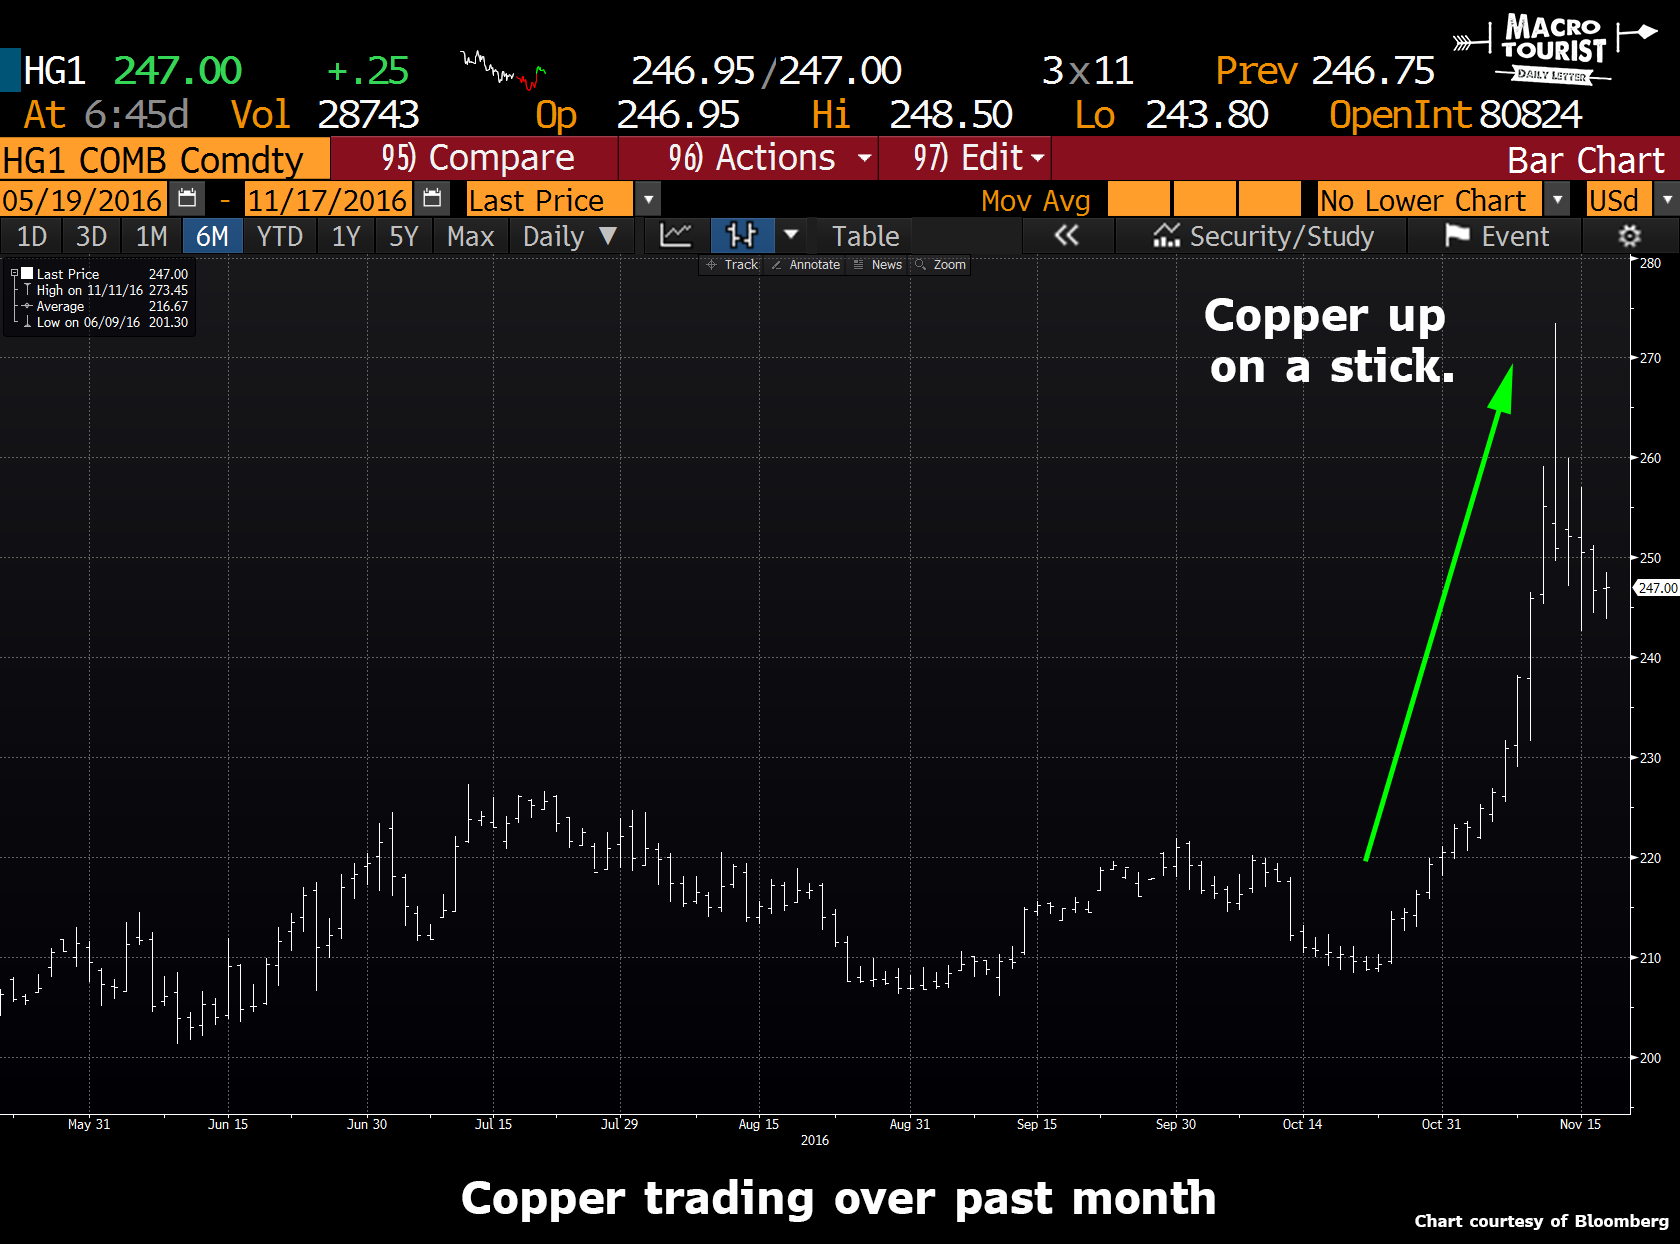 MACRO
TOURIST
DAILY LETTER
HG1 247.00 +.25 246.95/247.00 3x11 Prev 246.75
At 6:45d Vol 28743 Op 246.95 Hi 248.50 Lo 243.80 OpenInt 80824
HG1 COMB Comdty 95) Compare 96) Actions 97) Edit Bar Chart
05/19/2016 - 11/17/2016 Last Price Mov Avg No Lower Chart USd
1D 3D 1M 6M YTD 1Y 5Y Max Daily ▼ Table « Security/Study Event
Track Annotate News Zoom
Last Price 247.00
High on 11/11/16 273.45
Average 216.67
Low on 06/09/16 201.30
Copper up
on a stick.
280
270
260
250
247.00
240
230
220
210
200
May 31 Jun 15 Jun 30 Jul 15 Jul 29 Aug 15 Aug 31 Sep 15 Sep 30 Oct 14 Oct 31 Nov 15
2016
Copper trading over past month
Chart courtesy of Bloomberg